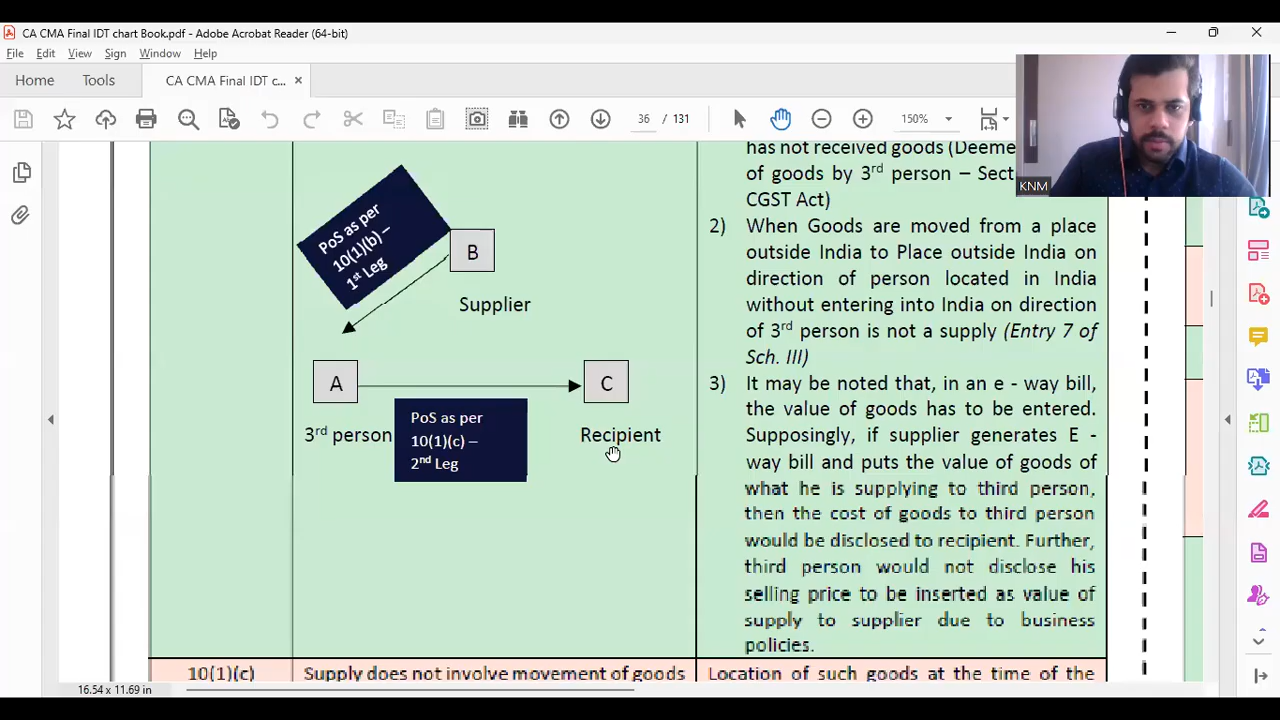 CA CMA Final IDT chart Book.pdf - Adobe Acrobat Reader (64-bit)
File Edit View Sign Window Help
Home Tools CA CMA Final IDT c... ×
36 / 131 150%
KNM
PoS as per
10(1)(b) –
1st Leg
B
Supplier
A
C
3rd person
PoS as per
10(1)(c) –
2nd Leg
Recipient
has not received goods (Deeme
of goods by 3rd person – Sect
CGST Act)
2) When Goods are moved from a place
outside India to Place outside India on
direction of person located in India
without entering into India on direction
of 3rd person is not a supply (Entry 7 of
Sch. III)
3) It may be noted that, in an e - way bill,
the value of goods has to be entered.
Supposingly, if supplier generates E -
way bill and puts the value of goods of
what he is supplying to third person,
then the cost of goods to third person
would be disclosed to recipient. Further,
third person would not disclose his
selling price to be inserted as value of
supply to supplier due to business
policies.
10(1)(c) Supply does not involve movement of goods Location of such goods at the time of the
16.54 x 11.69 in